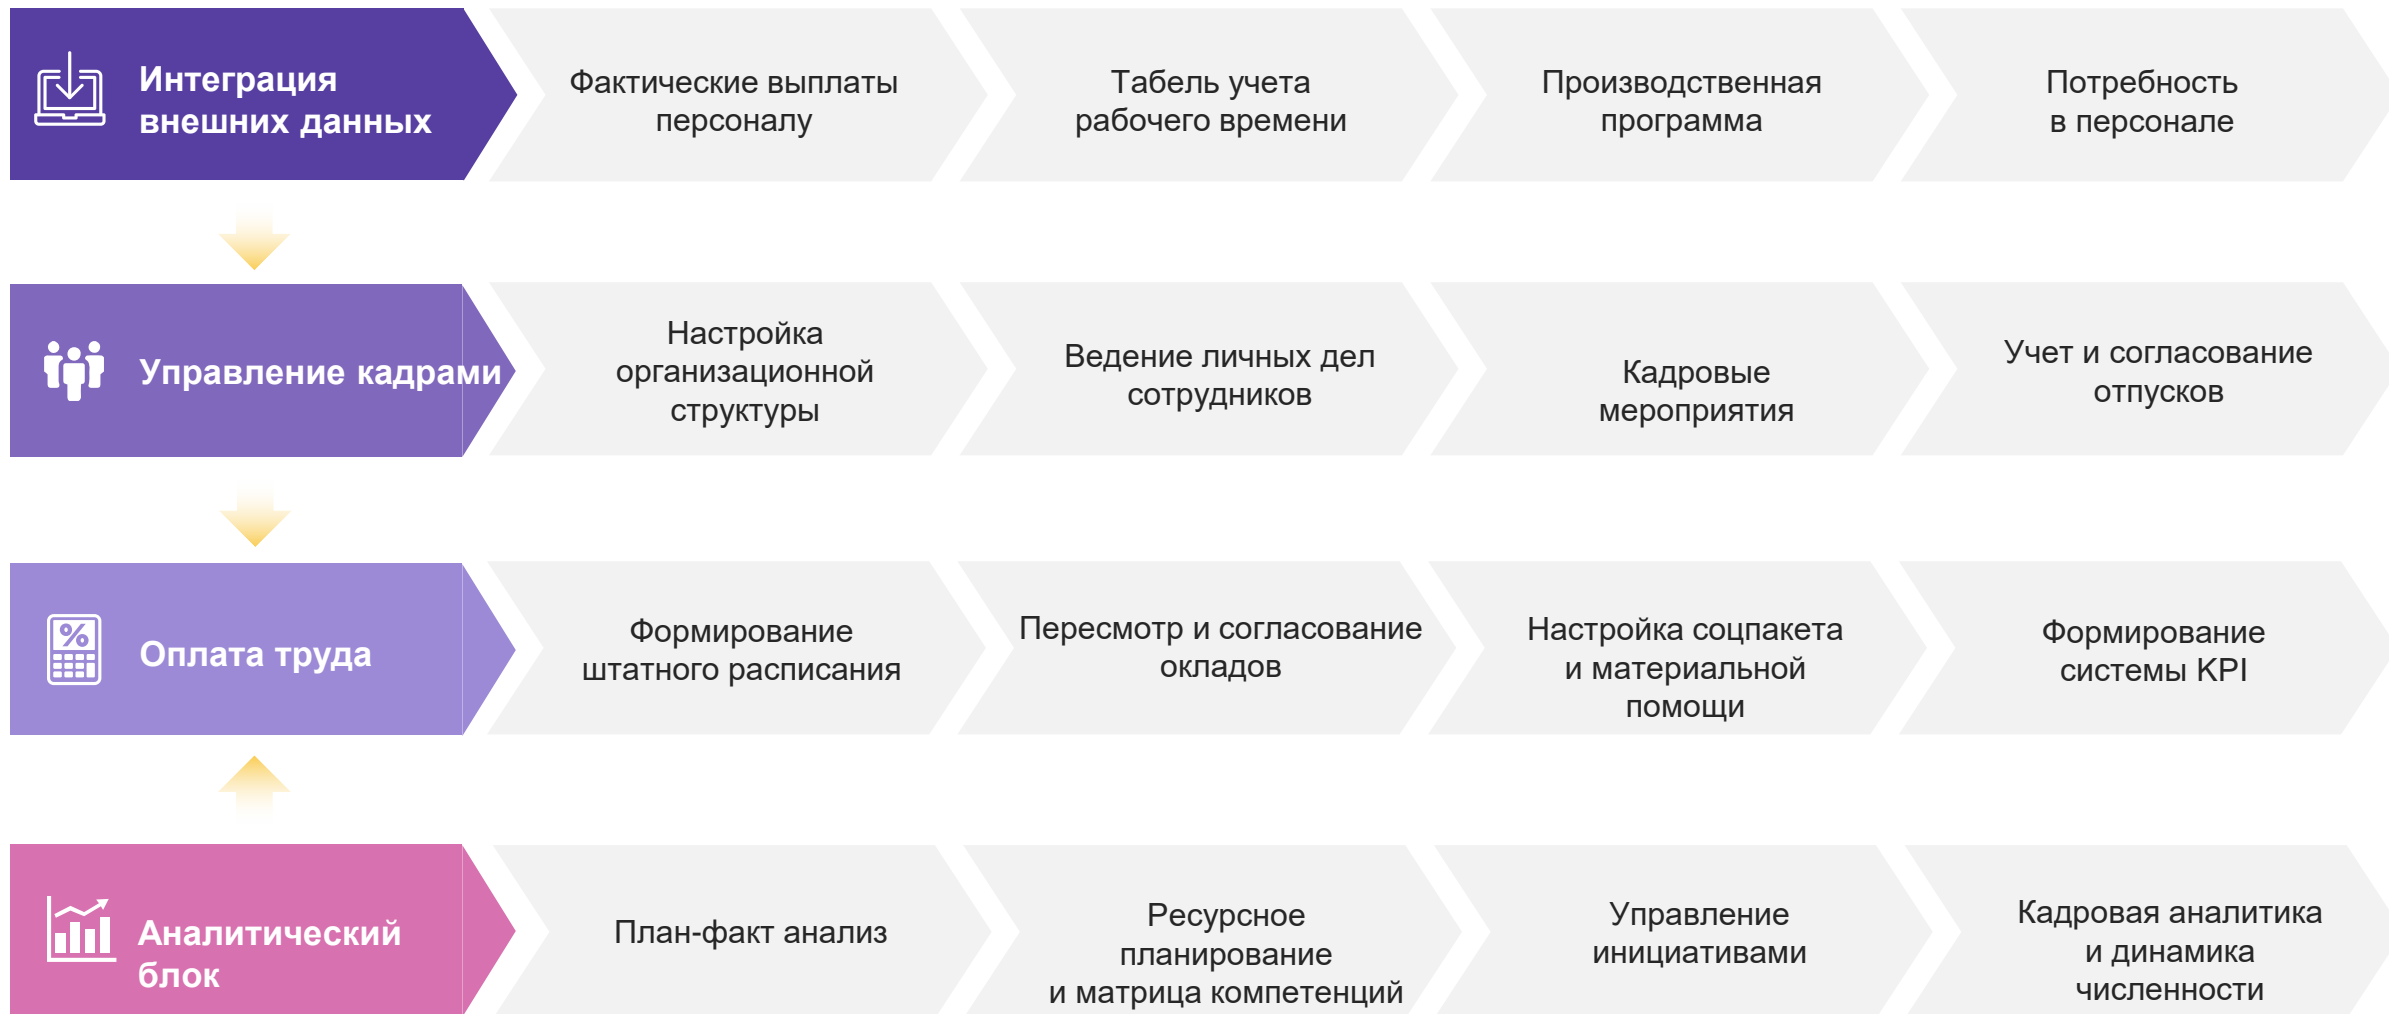 Интеграция
внешних данных
Фактические выплаты
персоналу
Табель учета
рабочего времени
Производственная
программа
Потребность
в персонале
Управление кадрами
Настройка
организационной
структуры
Ведение личных дел
сотрудников
Кадровые
мероприятия
Учет и согласование
отпусков
%
Оплата труда
Формирование
штатного расписания
Пересмотр и согласование
окладов
Настройка соцпакета
и материальной
помощи
Формирование
системы KPI
Аналитический
блок
План-факт анализ
Ресурсное
планирование
и матрица компетенций
Управление
инициативами
Кадровая аналитика
и динамика
численности